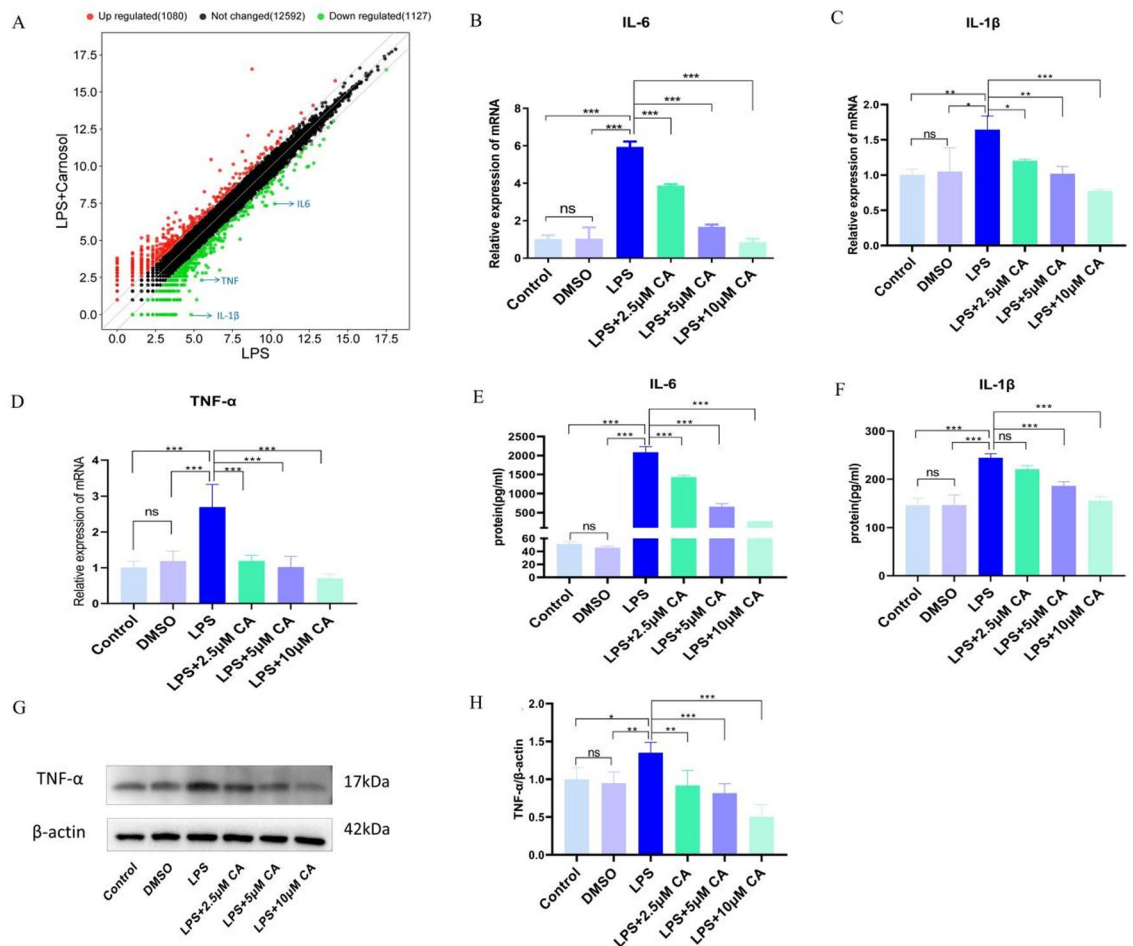 A
Up regulated(1080) Not changed(12592) Down regulated(1127)
17.5
15.0
12.5
10.0
7.5
5.0
2.5
0.0
LPS+Carnosol
IL6
TNF
IL-1β
0.0 2.5 5.0 7.5 10.0 12.5 15.0 17.5
LPS
B
IL-6
Relative expression of mRNA
8
6
4
2
0
ns
***
***
***
***
***
Control
DMSO
LPS
LPS+2.5μM CA
LPS+5μM CA
LPS+10μM CA
C
IL-1β
Relative expression of mRNA
2.0
1.5
1.0
0.5
0.0
ns
**
*
*
**
***
Control
DMSO
LPS
LPS+2.5μM CA
LPS+5μM CA
LPS+10μM CA
D
TNF-α
Relative expression of mRNA
4
3
2
1
0
ns
***
***
***
***
***
Control
DMSO
LPS
LPS+2.5μM CA
LPS+5μM CA
LPS+10μM CA
E
IL-6
protein(pg/ml)
2500
2000
1500
1000
500
60
40
20
0
ns
***
***
***
***
***
Control
DMSO
LPS
LPS+2.5μM CA
LPS+5μM CA
LPS+10μM CA
F
IL-1β
protein(pg/ml)
300
200
100
0
ns
***
***
ns
***
***
Control
DMSO
LPS
LPS+2.5μM CA
LPS+5μM CA
LPS+10μM CA
G
TNF-α 17kDa
β-actin 42kDa
Control
DMSO
LPS
LPS+2.5μM CA
LPS+5μM CA
LPS+10μM CA
H
TNF-α/β-actin
2.0
1.5
1.0
0.5
0.0
ns
*
**
**
***
***
Control
DMSO
LPS
LPS+2.5μM CA
LPS+5μM CA
LPS+10μM CA